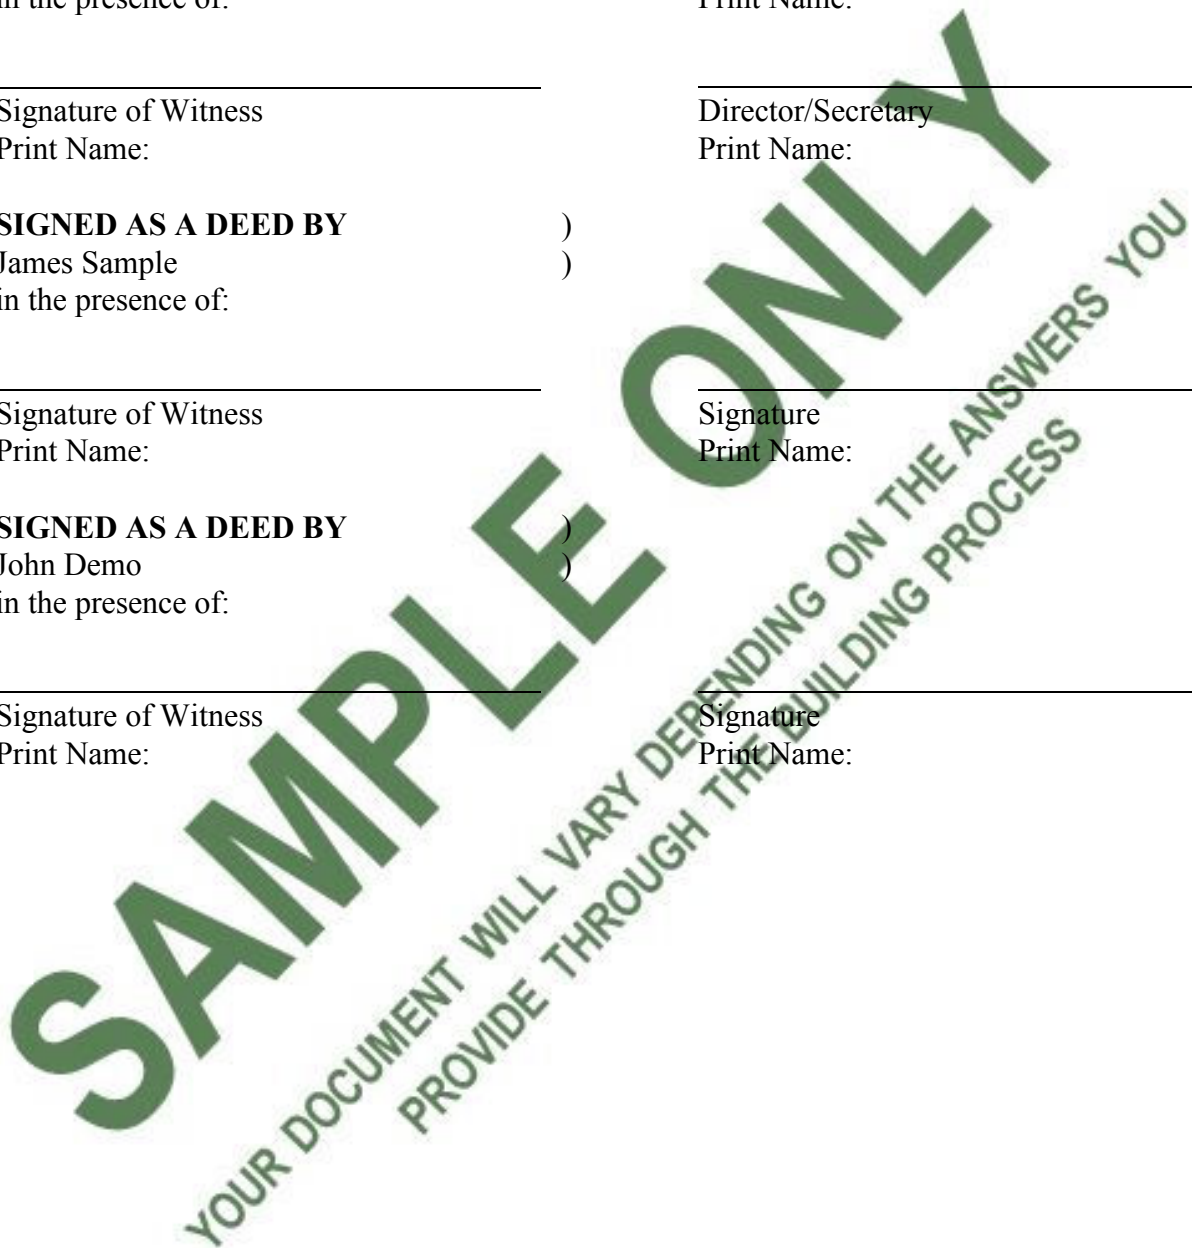 in the presence of:
Print Name:
Signature of Witness
Director/Secretary
Print Name:
Print Name:
SIGNED AS A DEED BY )
James Sample )
in the presence of:
Signature of Witness
Signature
Print Name:
Print Name:
SIGNED AS A DEED BY )
John Demo )
in the presence of:
Signature of Witness
Signature
Print Name:
Print Name:
SAMPLE ONLY
YOUR DOCUMENT WILL VARY DEPENDING ON THE ANSWERS YOU
PROVIDE THROUGH THE BUILDING PROCESS